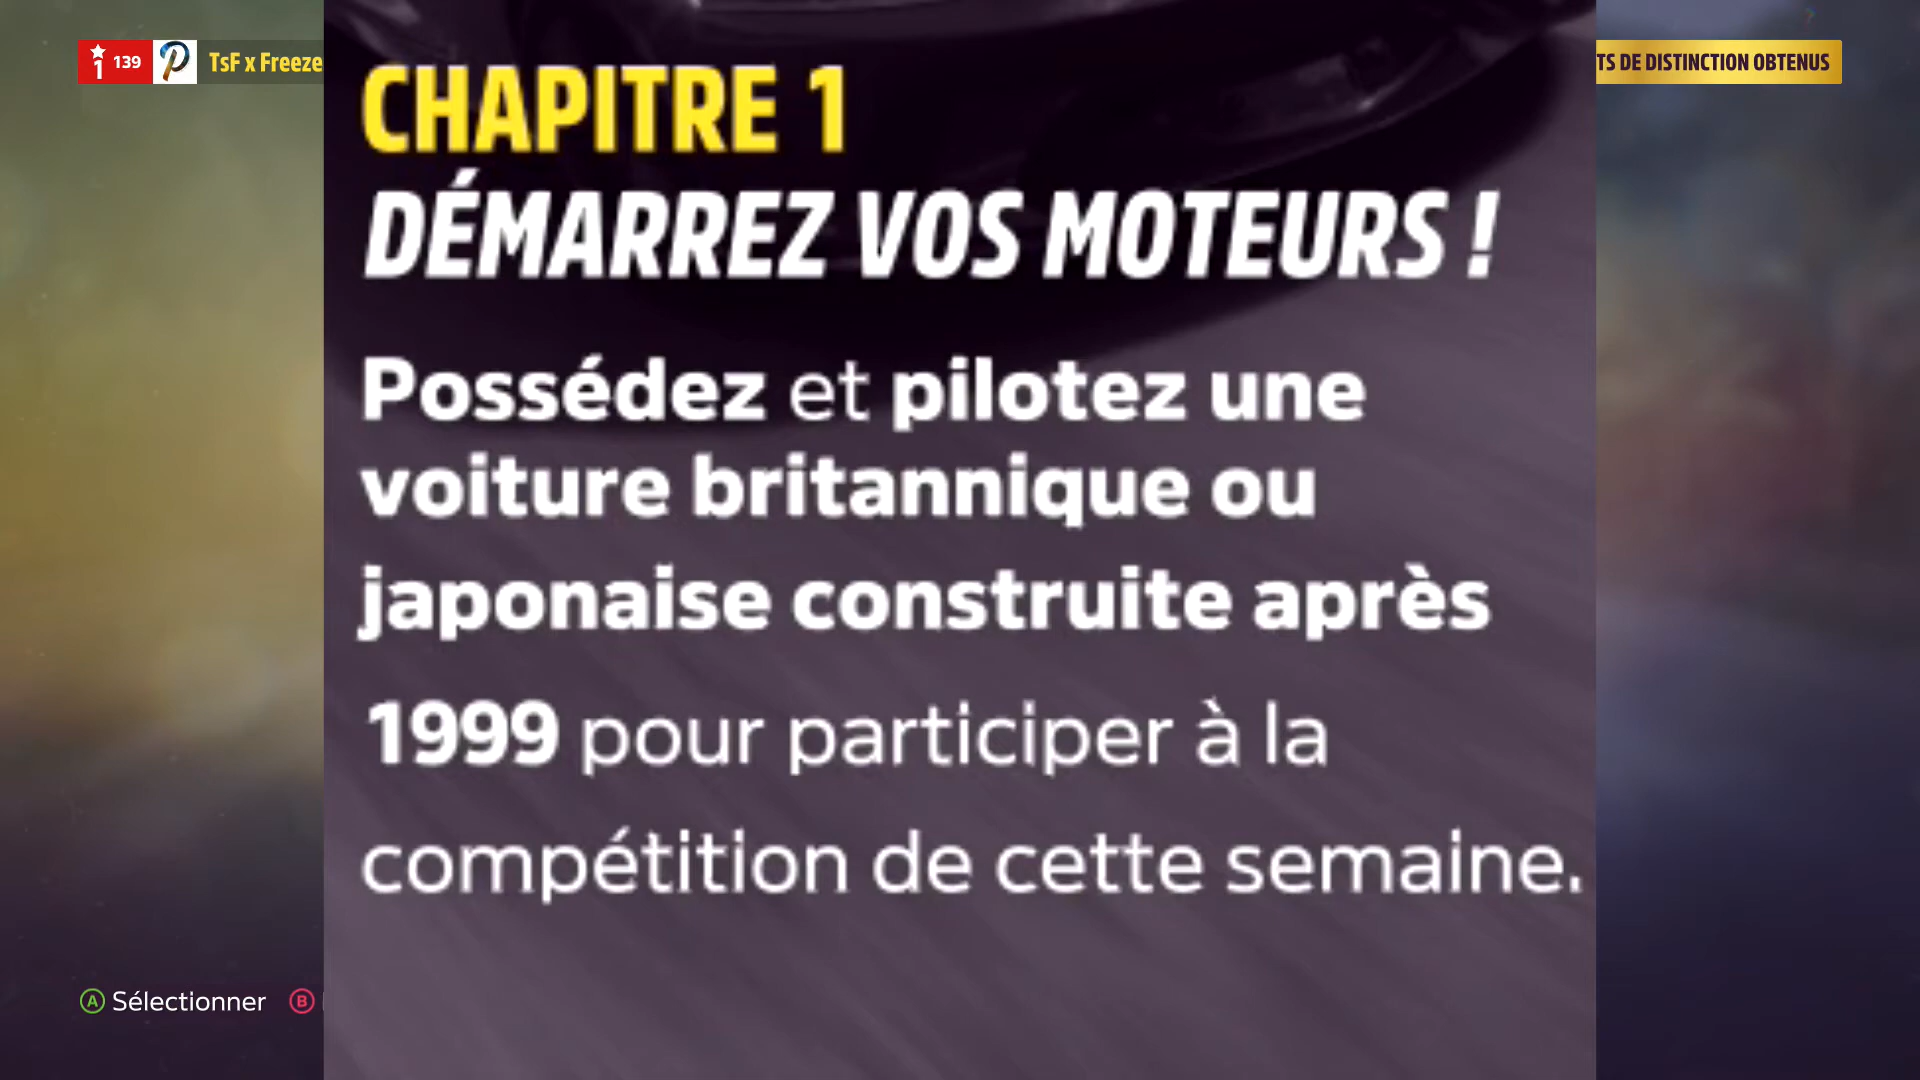 1 139 TsF x Freeze
TS DE DISTINCTION OBTENUS
CHAPITRE 1
DÉMARREZ VOS MOTEURS !
Possédez et pilotez une
voiture britannique ou
japonaise construite après
1999 pour participer à la
compétition de cette semaine.
A Sélectionner B